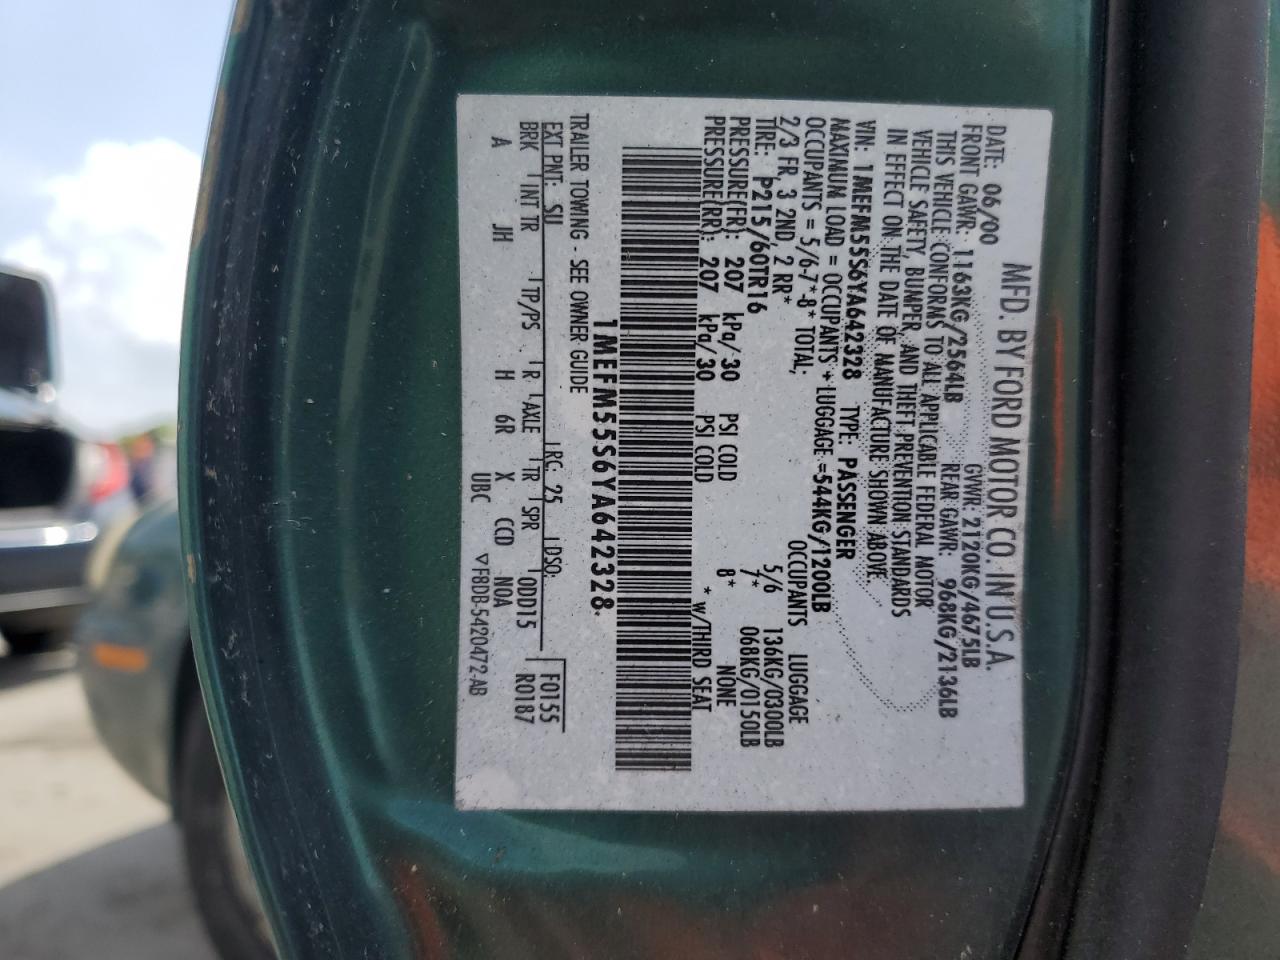 MFD. BY FORD MOTOR CO. IN U.S.A.
DATE: 06/00 GVWR: 2120KG/4675LB
FRONT GAWR: 1163KG/2564LB REAR GAWR: 968KG/2136LB
THIS VEHICLE CONFORMS TO ALL APPLICABLE FEDERAL MOTOR
VEHICLE SAFETY, BUMPER, AND THEFT PREVENTION STANDARDS
IN EFFECT ON THE DATE OF MANUFACTURE SHOWN ABOVE
VIN: 1MEFM55S6YA642328 TYPE: PASSENGER
MAXIMUM LOAD = OCCUPANTS + LUGGAGE =544KG/1200LB
OCCUPANTS = 5/6-7*-8* TOTAL, OCCUPANTS LUGGAGE
2/3 FR, 3 2ND, 2 RR* 5/6 136KG/0300LB
TIRE: P215/60TR16 7* 068KG/0150LB
PRESSURE(FR): 207 kPa/30 PSI COLD 8* NONE
PRESSURE(RR): 207 kPa/30 PSI COLD * W/THIRD SEAT
1MEFM55S6YA642328
TRAILER TOWING - SEE OWNER GUIDE
F0155
EXT PNT: SU RC: 25 DSO: R0187
BRK INT TR TP/PS R AXLE TR SPR ODD15
A JH H 6R X CCD N0A
UBC ▽F8DB-5420472-AB